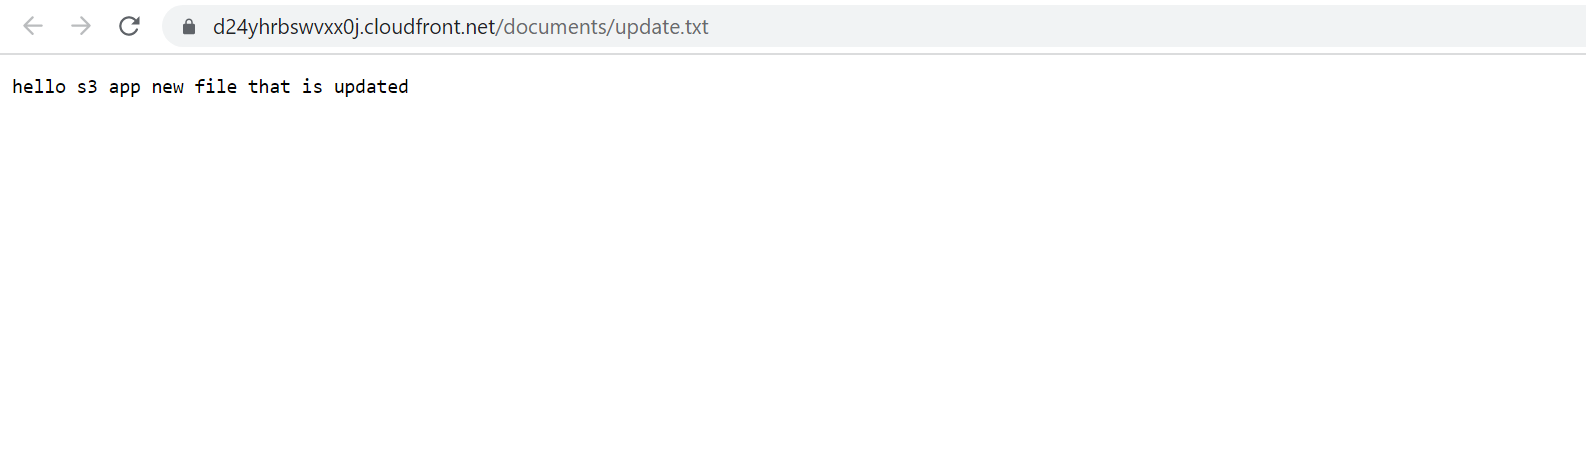 d24yhrbswvxx0j.cloudfront.net/documents/update.txt
hello s3 app new file that is updated